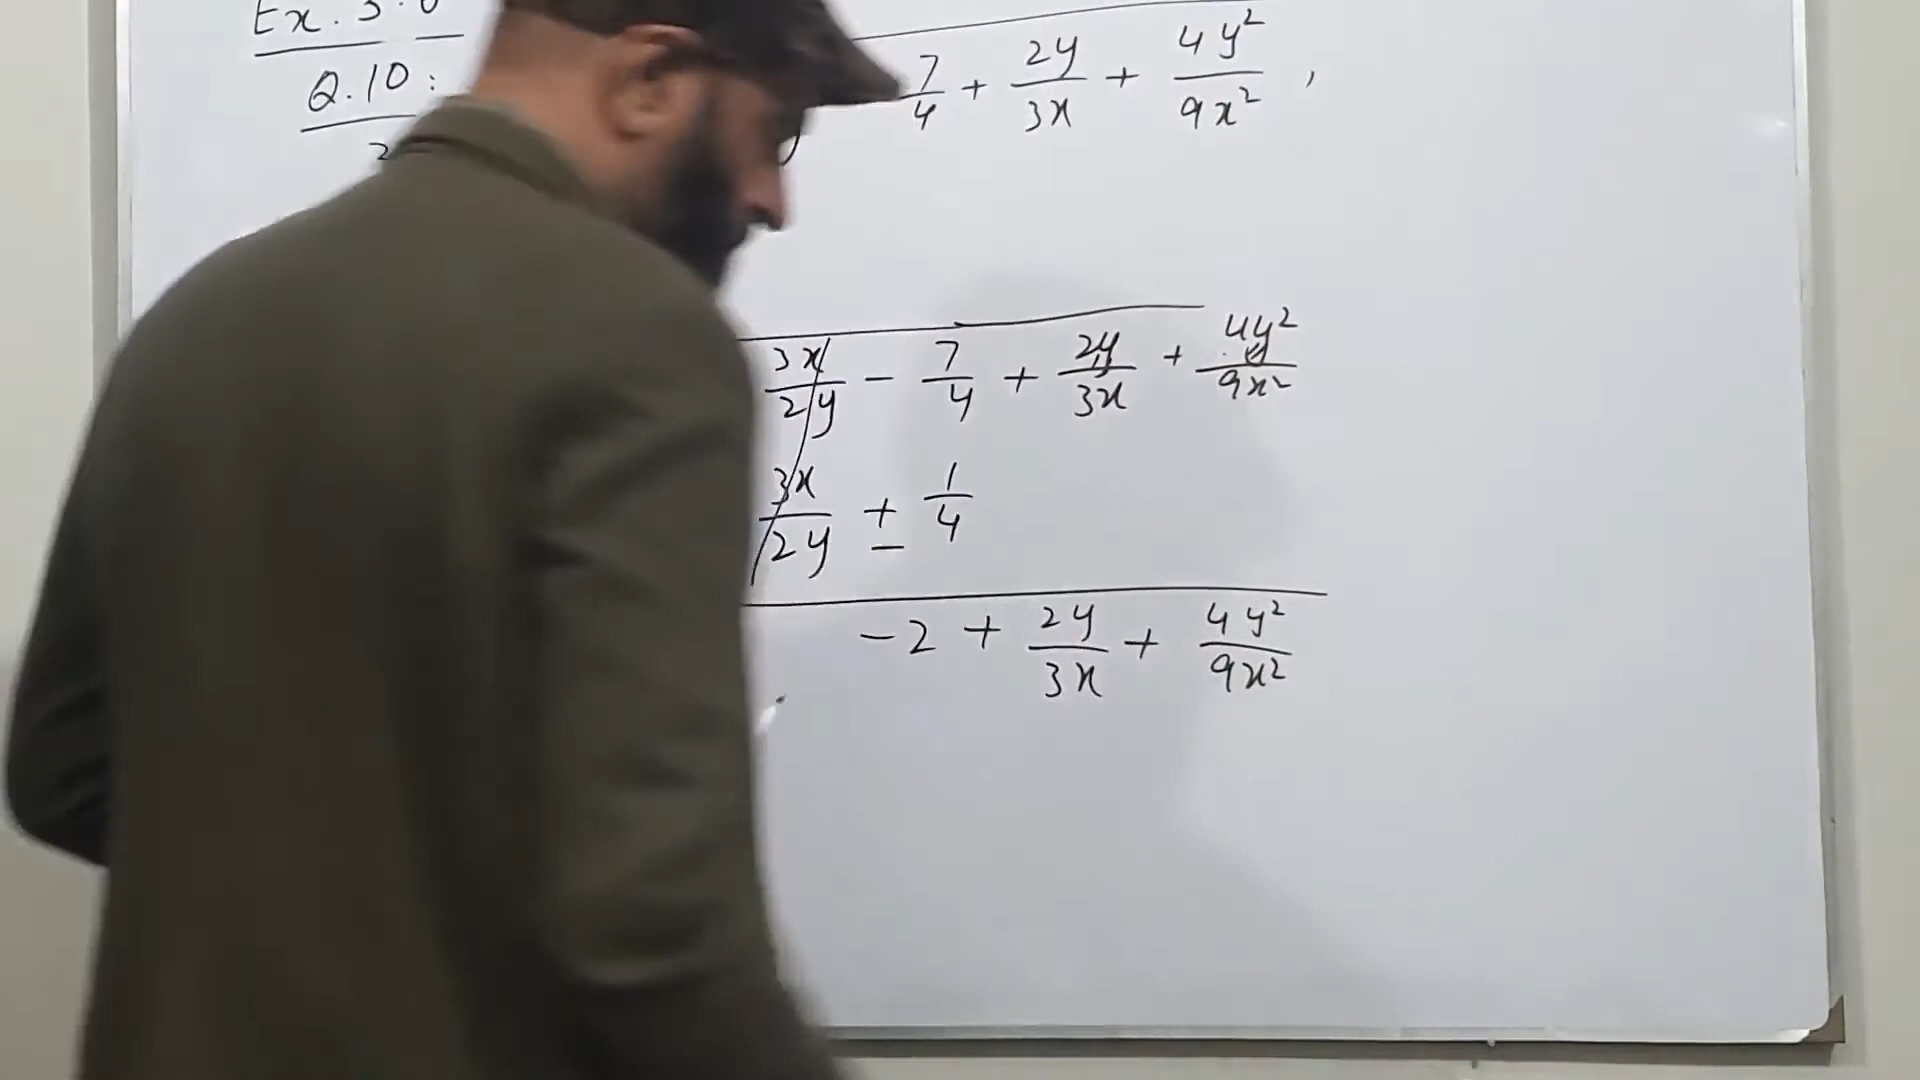 Ex. 3.6
Q.10:
7/4 + 2y/3x + 4y²/9x² ,
3x/2y - 7/4 + 2y/3x + 4y²/9x²
3x/2y ± 1/4
-2 + 2y/3x + 4y²/9x²